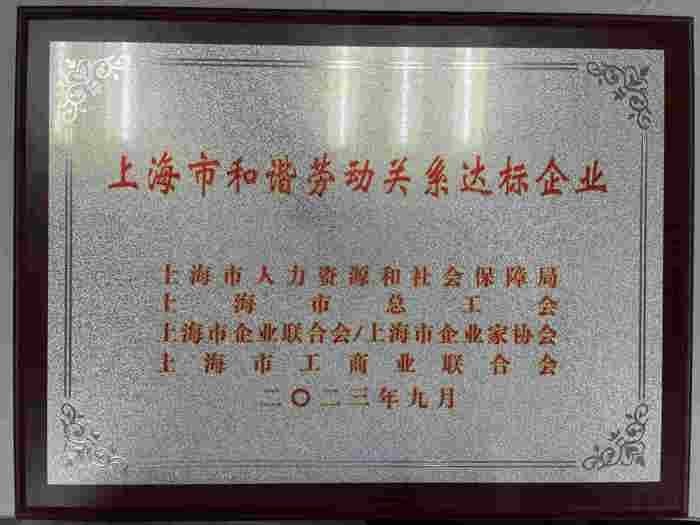 上海市和谐劳动关系达标企业
上海市人力资源和社会保障局
上海市总工会
上海市企业联合会/上海市企业家协会
上海市工商业联合会
二〇二三年九月